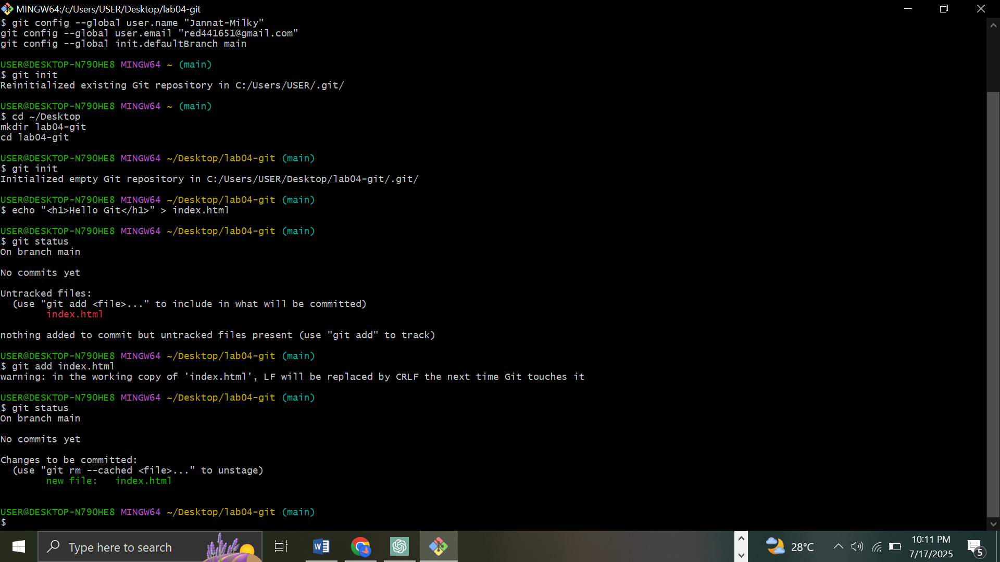 MINGW64:/c/Users/USER/Desktop/lab04-git
$ git config --global user.name "Jannat-Milky"
git config --global user.email "red441651@gmail.com"
git config --global init.defaultBranch main
USER@DESKTOP-N79OHE8 MINGW64 ~ (main)
$ git init
Reinitialized existing Git repository in C:/Users/USER/.git/
USER@DESKTOP-N79OHE8 MINGW64 ~ (main)
$ cd ~/Desktop
mkdir lab04-git
cd lab04-git
USER@DESKTOP-N79OHE8 MINGW64 ~/Desktop/lab04-git (main)
$ git init
Initialized empty Git repository in C:/Users/USER/Desktop/lab04-git/.git/
USER@DESKTOP-N79OHE8 MINGW64 ~/Desktop/lab04-git (main)
$ echo "<h1>Hello Git</h1>" > index.html
USER@DESKTOP-N79OHE8 MINGW64 ~/Desktop/lab04-git (main)
$ git status
On branch main
No commits yet
Untracked files:
(use "git add <file>..." to include in what will be committed)
index.html
nothing added to commit but untracked files present (use "git add" to track)
USER@DESKTOP-N79OHE8 MINGW64 ~/Desktop/lab04-git (main)
$ git add index.html
warning: in the working copy of 'index.html', LF will be replaced by CRLF the next time Git touches it
USER@DESKTOP-N79OHE8 MINGW64 ~/Desktop/lab04-git (main)
$ git status
On branch main
No commits yet
Changes to be committed:
(use "git rm --cached <file>..." to unstage)
new file:   index.html
USER@DESKTOP-N79OHE8 MINGW64 ~/Desktop/lab04-git (main)
$
Type here to search
28°C
10:11 PM
7/17/2025
5